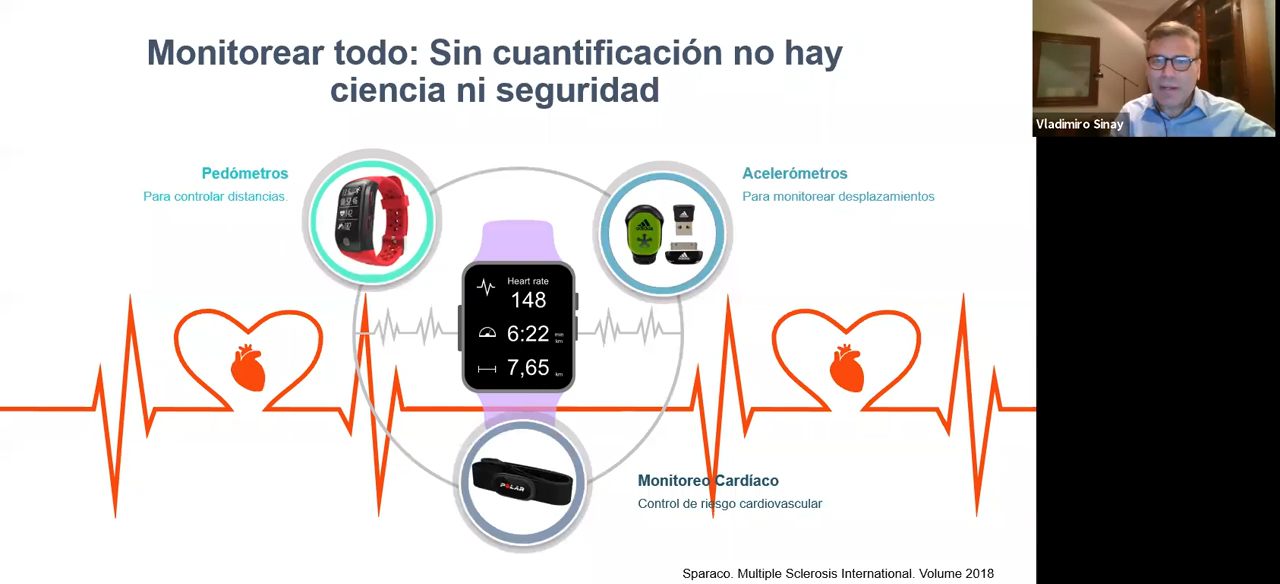 Monitorear todo: Sin cuantificación no hay
ciencia ni seguridad
Vladimiro Sinay
Pedómetros
Para controlar distancias.
Acelerómetros
Para monitorear desplazamientos
adidas
Heart rate
148
6:22
km
7,65 km
POLAR
Monitoreo Cardíaco
Control de riesgo cardiovascular
Sparaco. Multiple Sclerosis International. Volume 2018